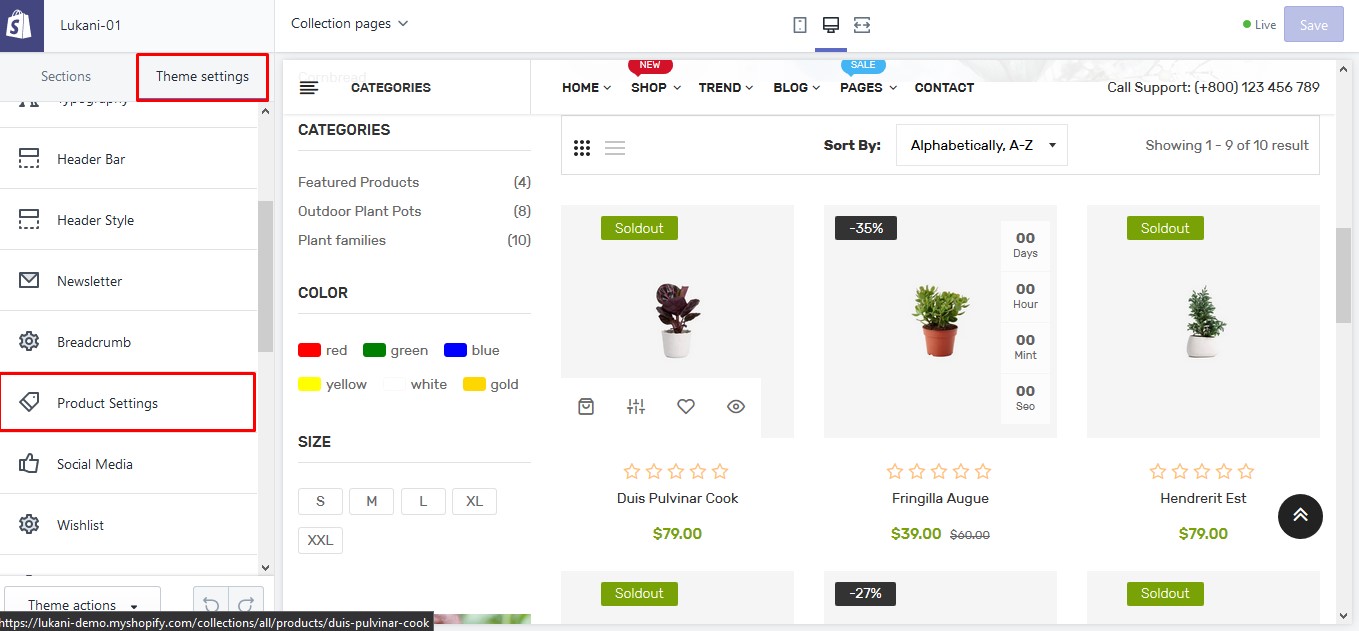 Lukani-01
Collection pages
Live
Save
Sections
Theme settings
Typography
Header Bar
Header Style
Newsletter
Breadcrumb
Product Settings
Social Media
Wishlist
Theme actions
https://lukani-demo.myshopify.com/collections/all/products/duis-pulvinar-cook
Cornbread
CATEGORIES
NEW
SALE
HOME
SHOP
TREND
BLOG
PAGES
CONTACT
Call Support: (+800) 123 456 789
CATEGORIES
Featured Products (4)
Outdoor Plant Pots (8)
Plant families (10)
COLOR
red green blue
yellow white gold
SIZE
S M L XL
XXL
Sort By: Alphabetically, A-Z
Showing 1 - 9 of 10 result
Soldout
Duis Pulvinar Cook
$79.00
-35%
00
Days
00
Hour
00
Mint
00
Sec
Fringilla Augue
$39.00 $60.00
Soldout
Hendrerit Est
$79.00
Soldout
-27%
Soldout